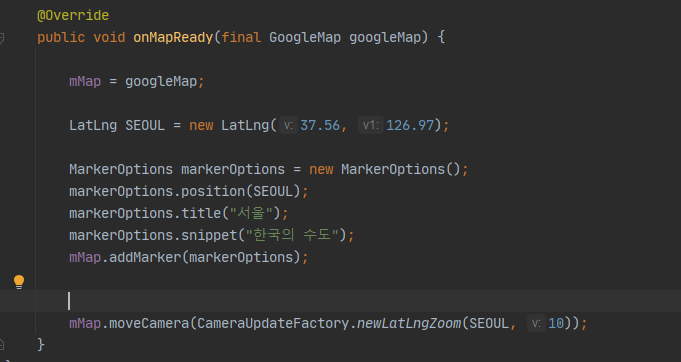 @Override
public void onMapReady(final GoogleMap googleMap) {
mMap = googleMap;
LatLng SEOUL = new LatLng( v: 37.56, v1: 126.97);
MarkerOptions markerOptions = new MarkerOptions();
markerOptions.position(SEOUL);
markerOptions.title("서울");
markerOptions.snippet("한국의 수도");
mMap.addMarker(markerOptions);
mMap.moveCamera(CameraUpdateFactory.newLatLngZoom(SEOUL, v: 10));
}